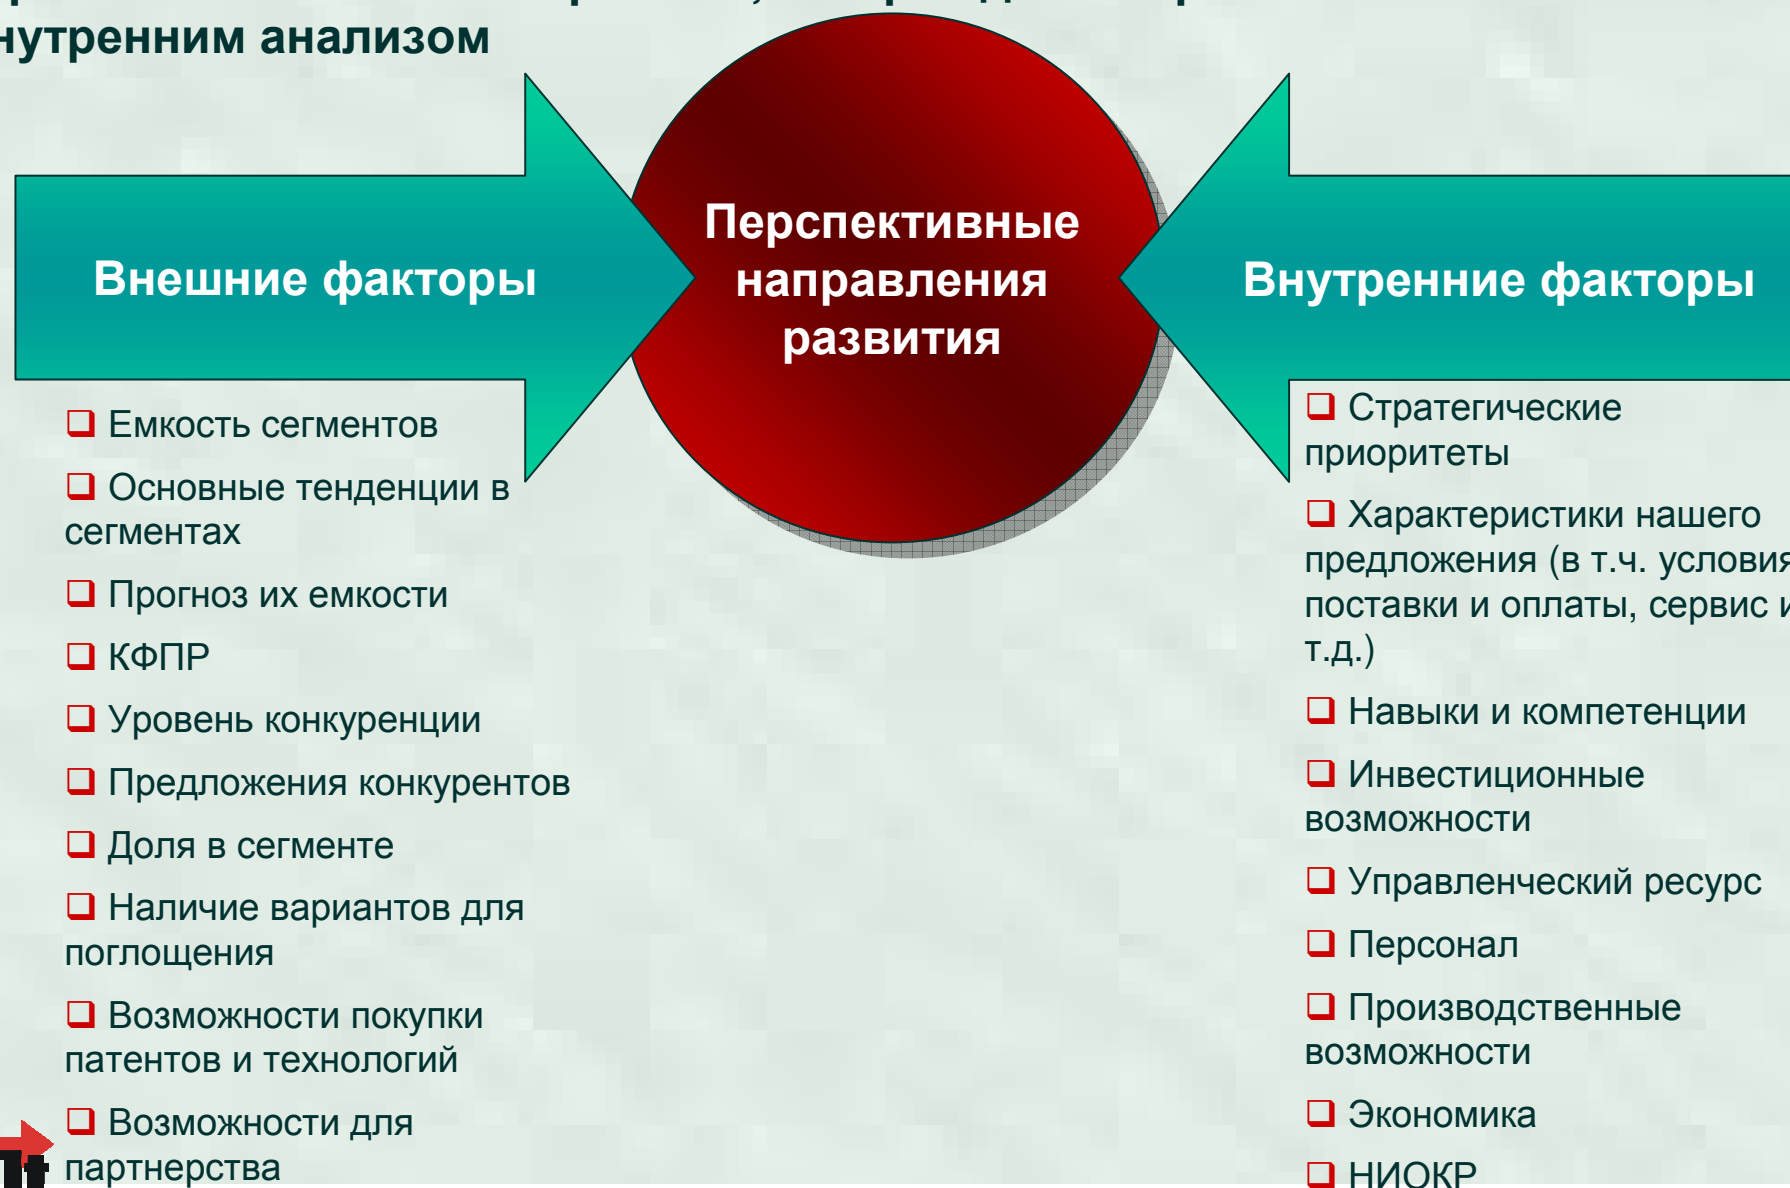 внутренним анализом
Перспективные
направления
развития
Внешние факторы
Внутренние факторы
Емкость сегментов
Основные тенденции в
сегментах
Прогноз их емкости
КФПР
Уровень конкуренции
Предложения конкурентов
Доля в сегменте
Наличие вариантов для
поглощения
Возможности покупки
патентов и технологий
Возможности для
партнерства
Стратегические
приоритеты
Характеристики нашего
предложения (в т.ч. условия
поставки и оплаты, сервис и
т.д.)
Навыки и компетенции
Инвестиционные
возможности
Управленческий ресурс
Персонал
Производственные
возможности
Экономика
НИОКР